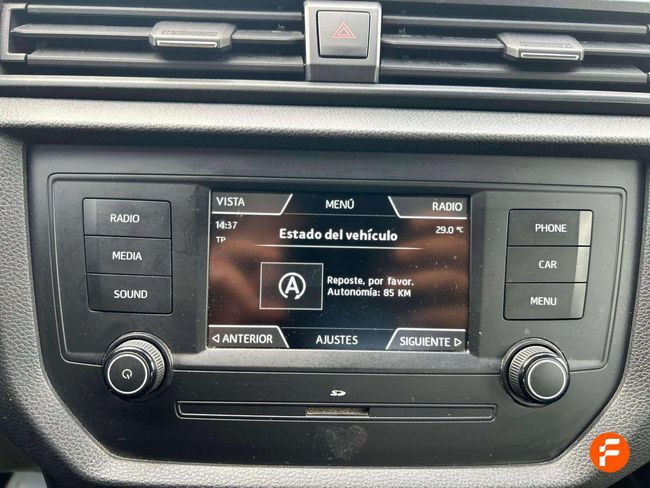 VISTA
MENÚ
RADIO
14:37
TP
29.0 °C
Estado del vehículo
A
Reposte, por favor.
Autonomía: 85 KM
ANTERIOR
AJUSTES
SIGUIENTE
RADIO
MEDIA
SOUND
PHONE
CAR
MENU
SD
F